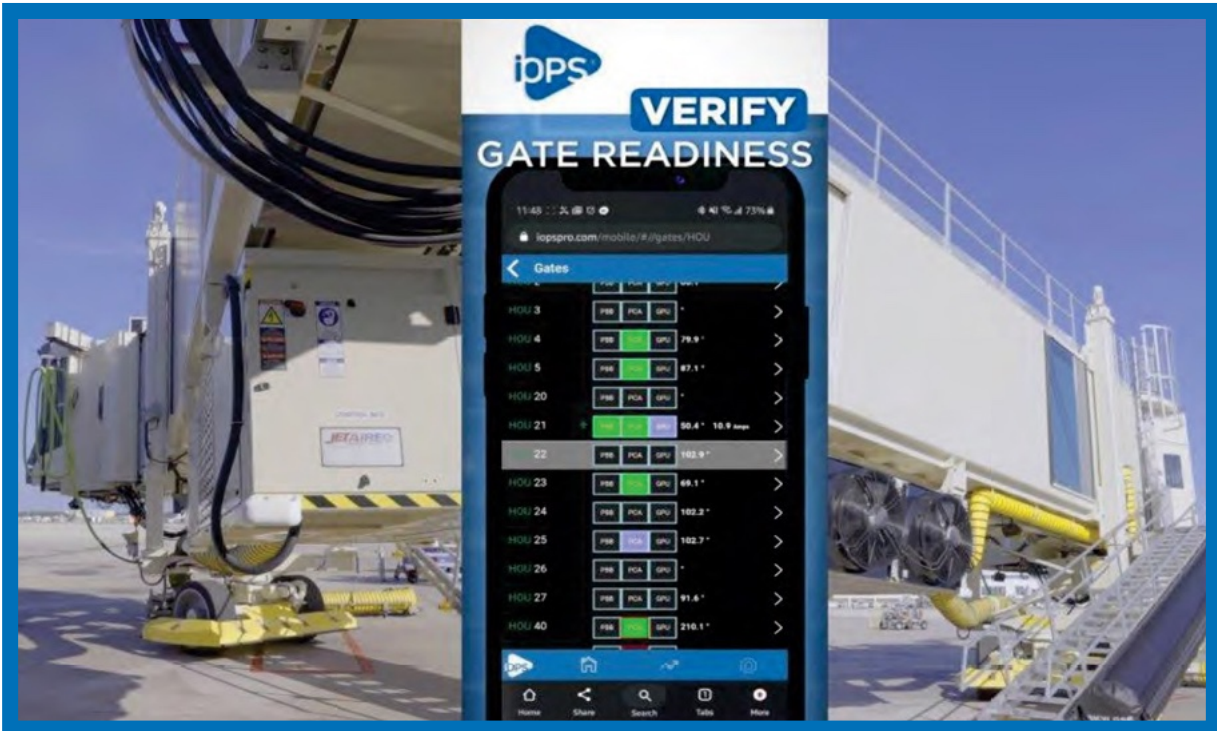 iOPS
VERIFY
GATE READINESS
11:48 73%
iopspro.com/mobile/#//gates/HOU
Gates
HOU 3 PBB PCA GPU °
HOU 4 PBB PCA GPU 79.9 °
HOU 5 PBB PCA GPU 87.1 °
HOU 20 PBB PCA GPU °
HOU 21 PBB PCA GPU 50.4 ° 10.9 Amps
22 PBB PCA GPU 102.9 °
HOU 23 PBB PCA GPU 69.1 °
HOU 24 PBB PCA GPU 102.2 °
HOU 25 PBB PCA GPU 102.7 °
HOU 26 PBB PCA GPU °
HOU 27 PBB PCA GPU 91.6 °
HOU 40 PBB PCA GPU 210.1 °
iOPS
Home Share Search Tabs More
JETAIRE